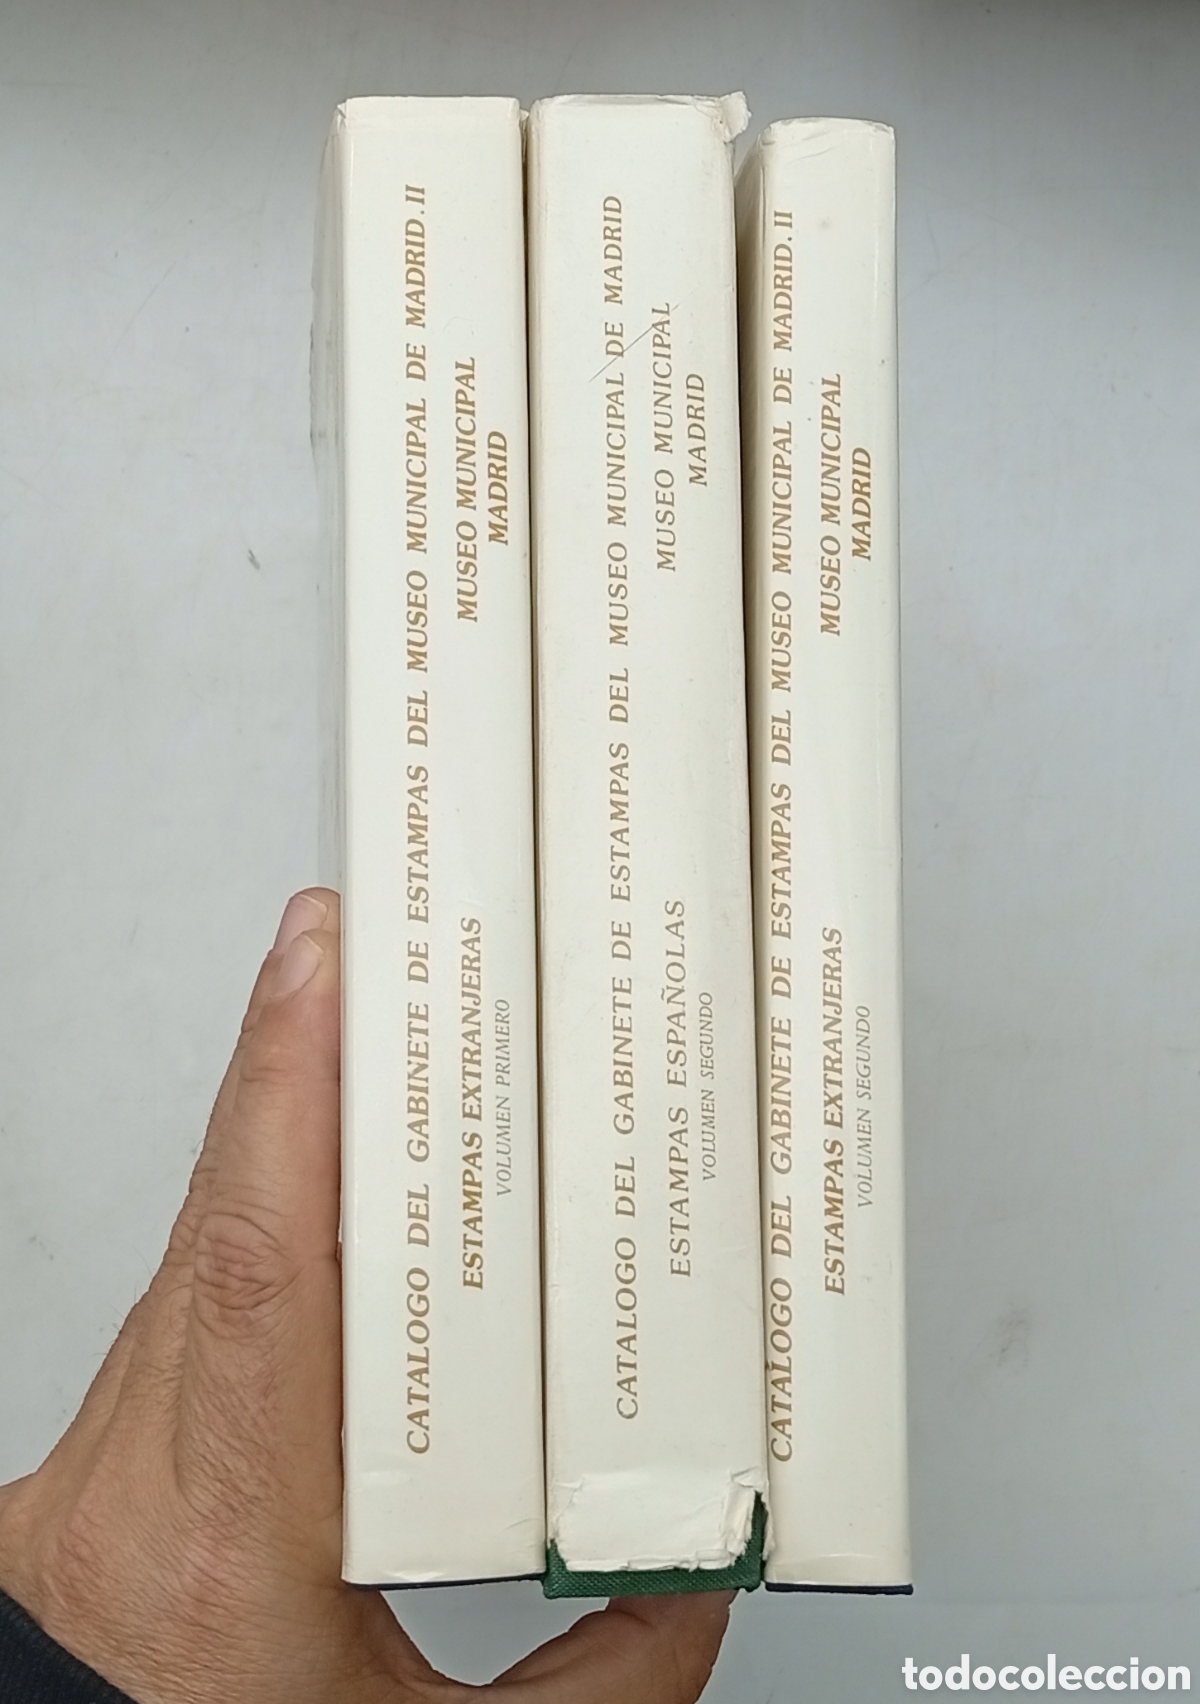 CATALOGO DEL GABINETE DE ESTAMPAS DEL MUSEO MUNICIPAL DE MADRID. II
ESTAMPAS EXTRANJERAS
VOLUMEN PRIMERO
MUSEO MUNICIPAL
MADRID
CATALOGO DEL GABINETE DE ESTAMPAS DEL MUSEO MUNICIPAL DE MADRID
ESTAMPAS ESPAÑOLAS
VOLUMEN SEGUNDO
MUSEO MUNICIPAL
MADRID
CATALOGO DEL GABINETE DE ESTAMPAS DEL MUSEO MUNICIPAL DE MADRID. II
ESTAMPAS EXTRANJERAS
VOLUMEN SEGUNDO
MUSEO MUNICIPAL
MADRID
todocoleccion